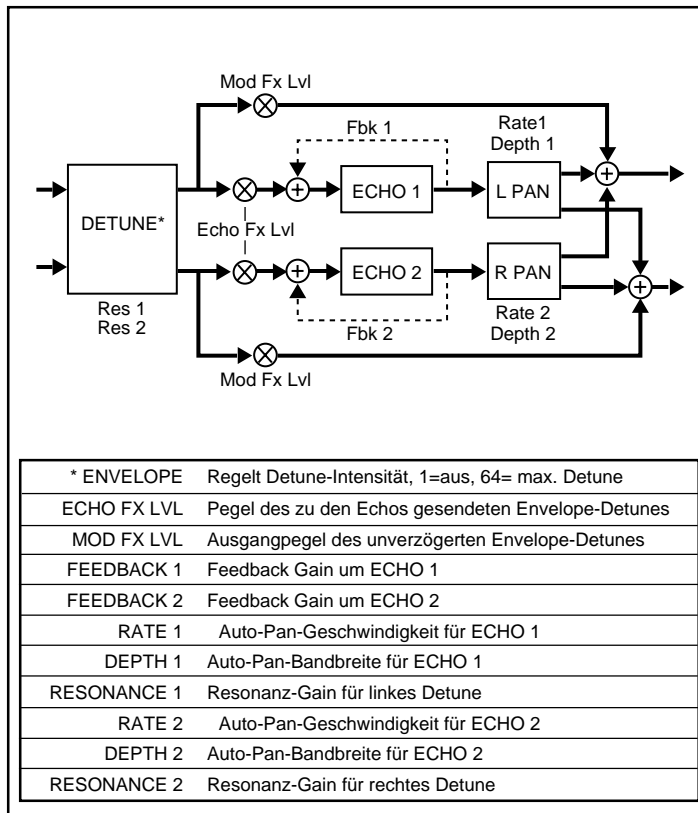 Mod Fx Lvl
Fbk 1
Rate1
Depth 1
ECHO 1
L PAN
DETUNE*
Echo Fx Lvl
ECHO 2
R PAN
Res 1
Res 2
Fbk 2
Rate 2
Depth 2
Mod Fx Lvl
* ENVELOPE Regelt Detune-Intensität, 1=aus, 64= max. Detune
ECHO FX LVL Pegel des zu den Echos gesendeten Envelope-Detunes
MOD FX LVL Ausgangpegel des unverzögerten Envelope-Detunes
FEEDBACK 1 Feedback Gain um ECHO 1
FEEDBACK 2 Feedback Gain um ECHO 2
RATE 1 Auto-Pan-Geschwindigkeit für ECHO 1
DEPTH 1 Auto-Pan-Bandbreite für ECHO 1
RESONANCE 1 Resonanz-Gain für linkes Detune
RATE 2 Auto-Pan-Geschwindigkeit für ECHO 2
DEPTH 2 Auto-Pan-Bandbreite für ECHO 2
RESONANCE 2 Resonanz-Gain für rechtes Detune